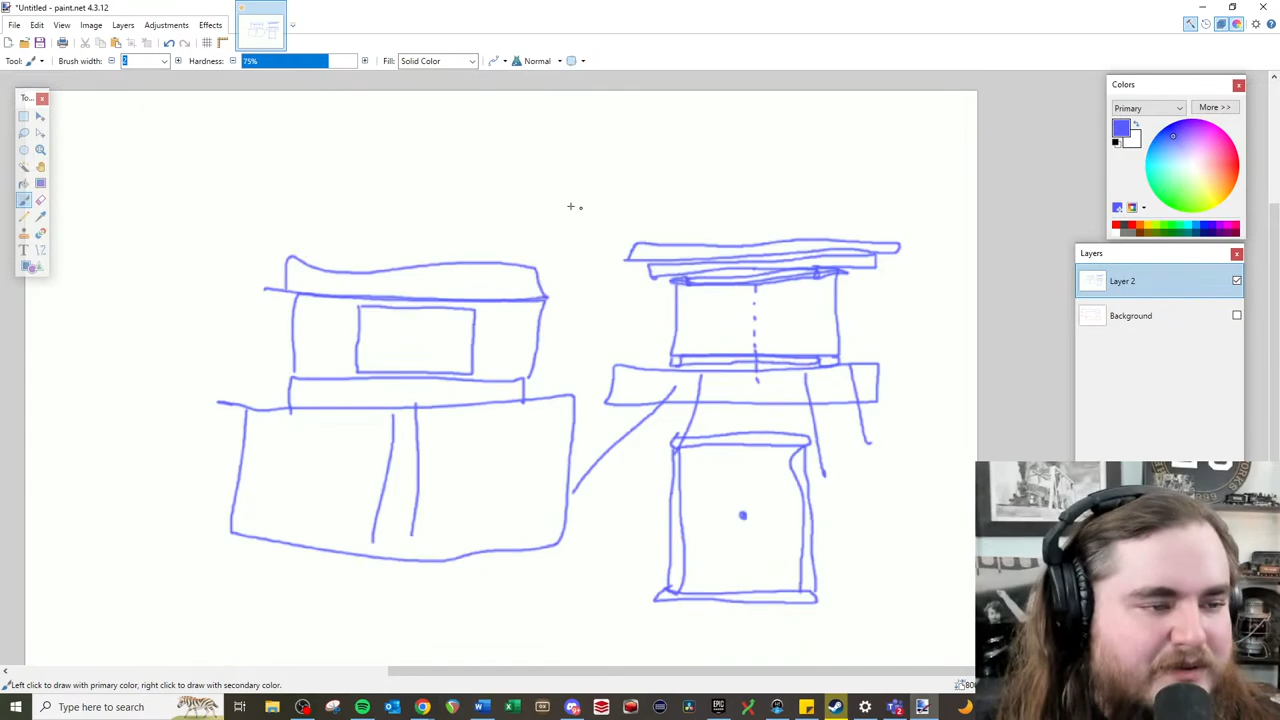 *Untitled - paint.net 4.3.12
File Edit View Image Layers Adjustments Effects
Tool: Brush width: 2 Hardness: 75% Fill: Solid Color Normal
To...
Colors
Primary More >>
Layers
Layer 2
Background
Left click to draw with primary color, right click to draw with secondary color.
Type here to search